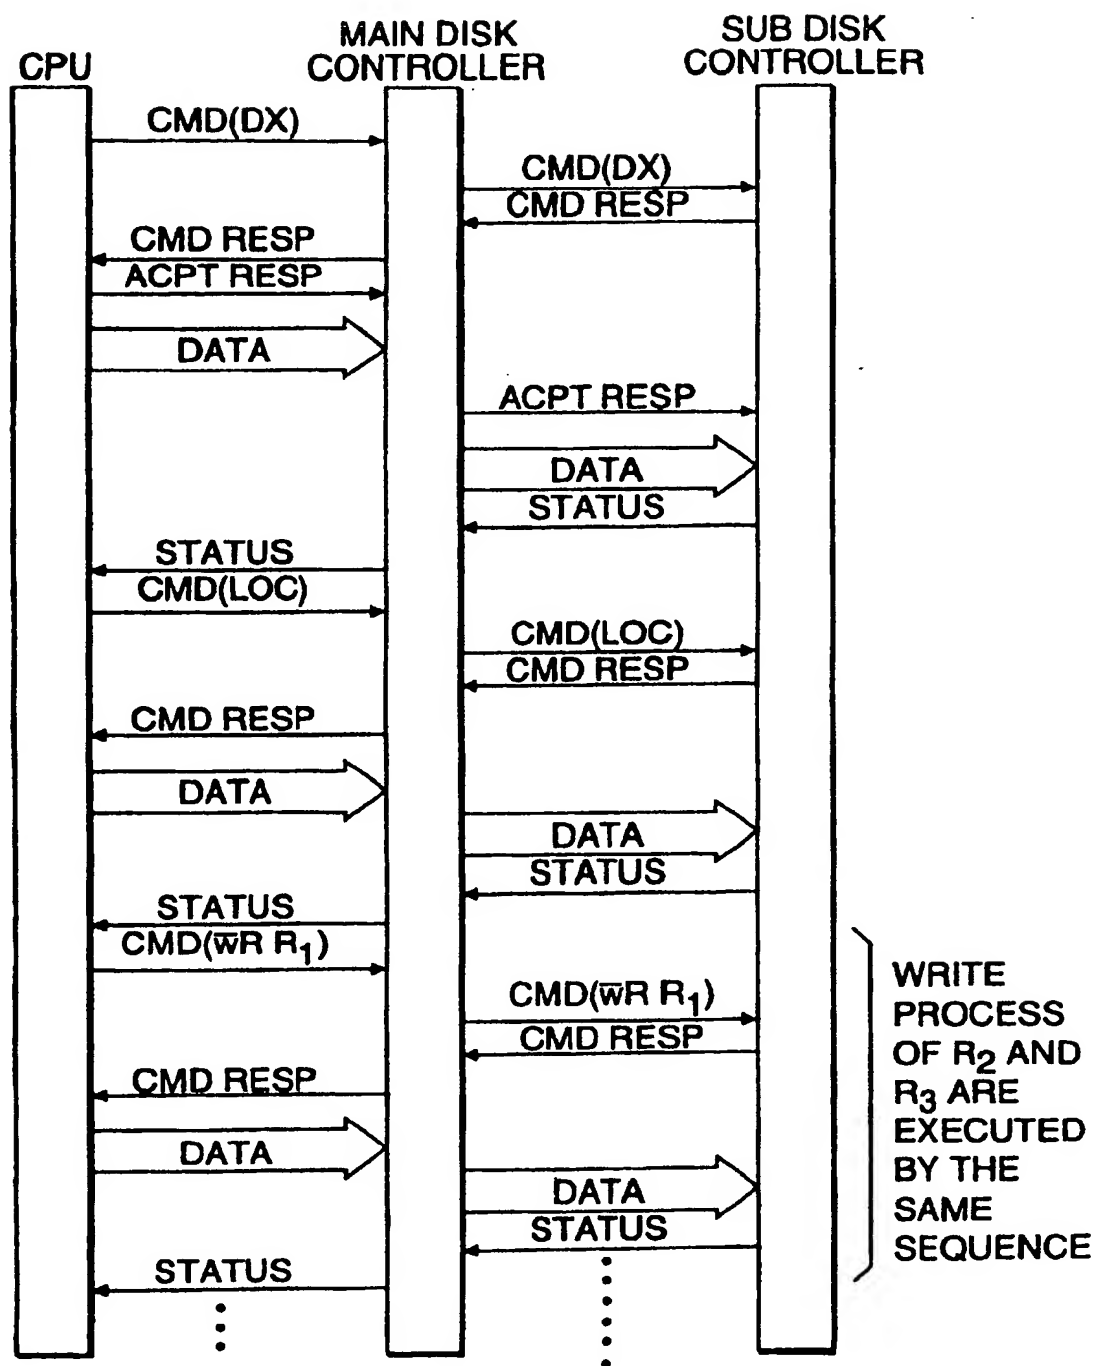 CPU
MAIN DISK
CONTROLLER
SUB DISK
CONTROLLER
CMD(DX)
CMD(DX)
CMD RESP
CMD RESP
ACPT RESP
DATA
ACPT RESP
DATA
STATUS
STATUS
CMD(LOC)
CMD(LOC)
CMD RESP
CMD RESP
DATA
DATA
STATUS
STATUS
CMD(w̅R R₁)
CMD(w̅R R₁)
CMD RESP
CMD RESP
DATA
DATA
STATUS
STATUS
WRITE
PROCESS
OF R₂ AND
R₃ ARE
EXECUTED
BY THE
SAME
SEQUENCE